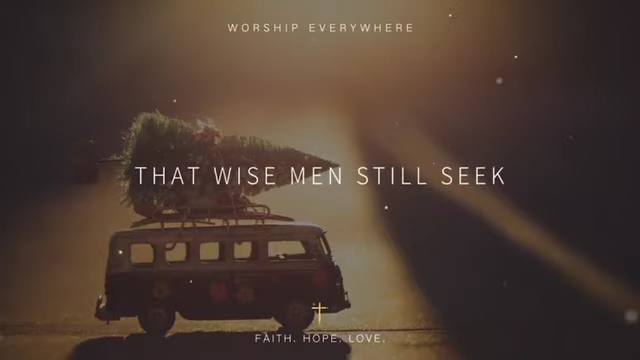 WORSHIP EVERYWHERE
THAT WISE MEN STILL SEEK
FAITH. HOPE. LOVE.